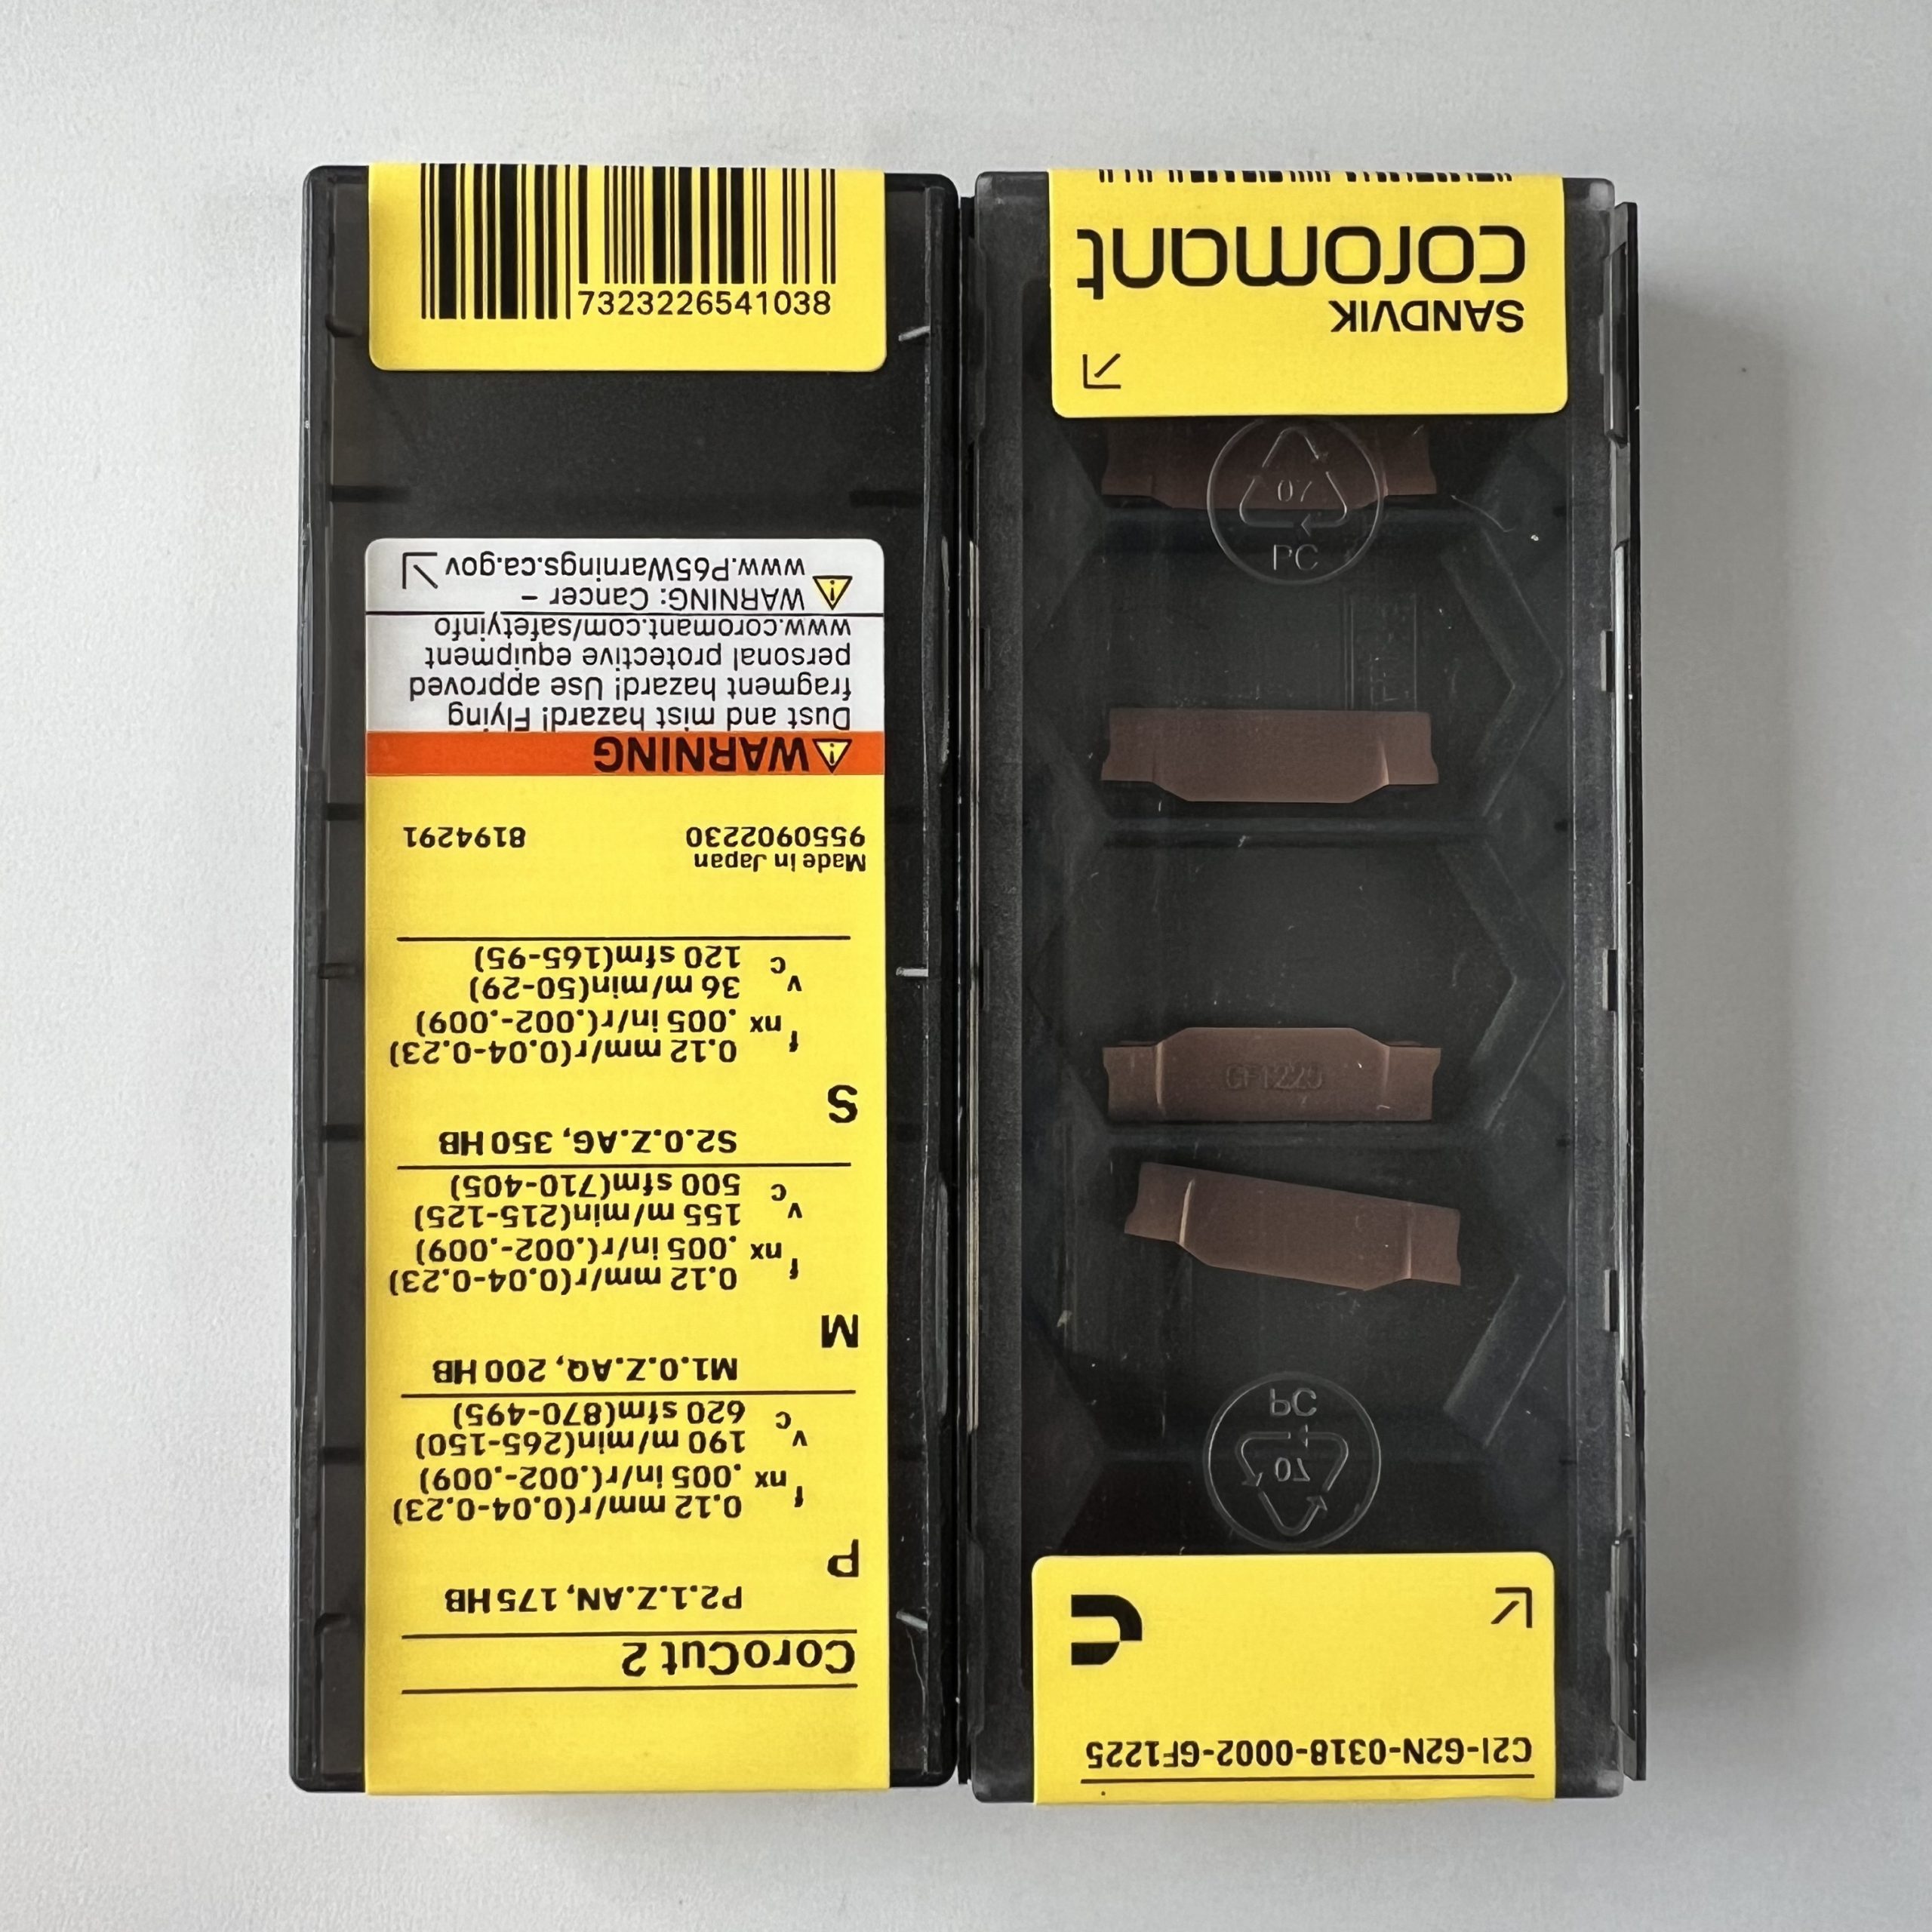 7323226541038
CoroCut 2
P2.1.Z.AN, 175 HB
P
fnx 0.12 mm/r(0.04-0.23)
.005 in/r(.002-.009)
vc 190 m/min(265-150)
620 sfm(870-495)
M1.0.Z.AQ, 200 HB
M
fnx 0.12 mm/r(0.04-0.23)
.005 in/r(.002-.009)
vc 155 m/min(215-125)
500 sfm(710-405)
S2.0.Z.AG, 350 HB
S
fnx 0.12 mm/r(0.04-0.23)
.005 in/r(.002-.009)
vc 36 m/min(50-29)
120 sfm(165-95)
Made in Japan
9550902230 8194291
WARNING
Dust and mist hazard! Flying
fragment hazard! Use approved
personal protective equipment
www.coromant.com/safetyinfo
WARNING: Cancer –
www.P65Warnings.ca.gov
C2I-G2N-0318-0002-GF1225
07
PC
07
PC
SANDVIK
coromant